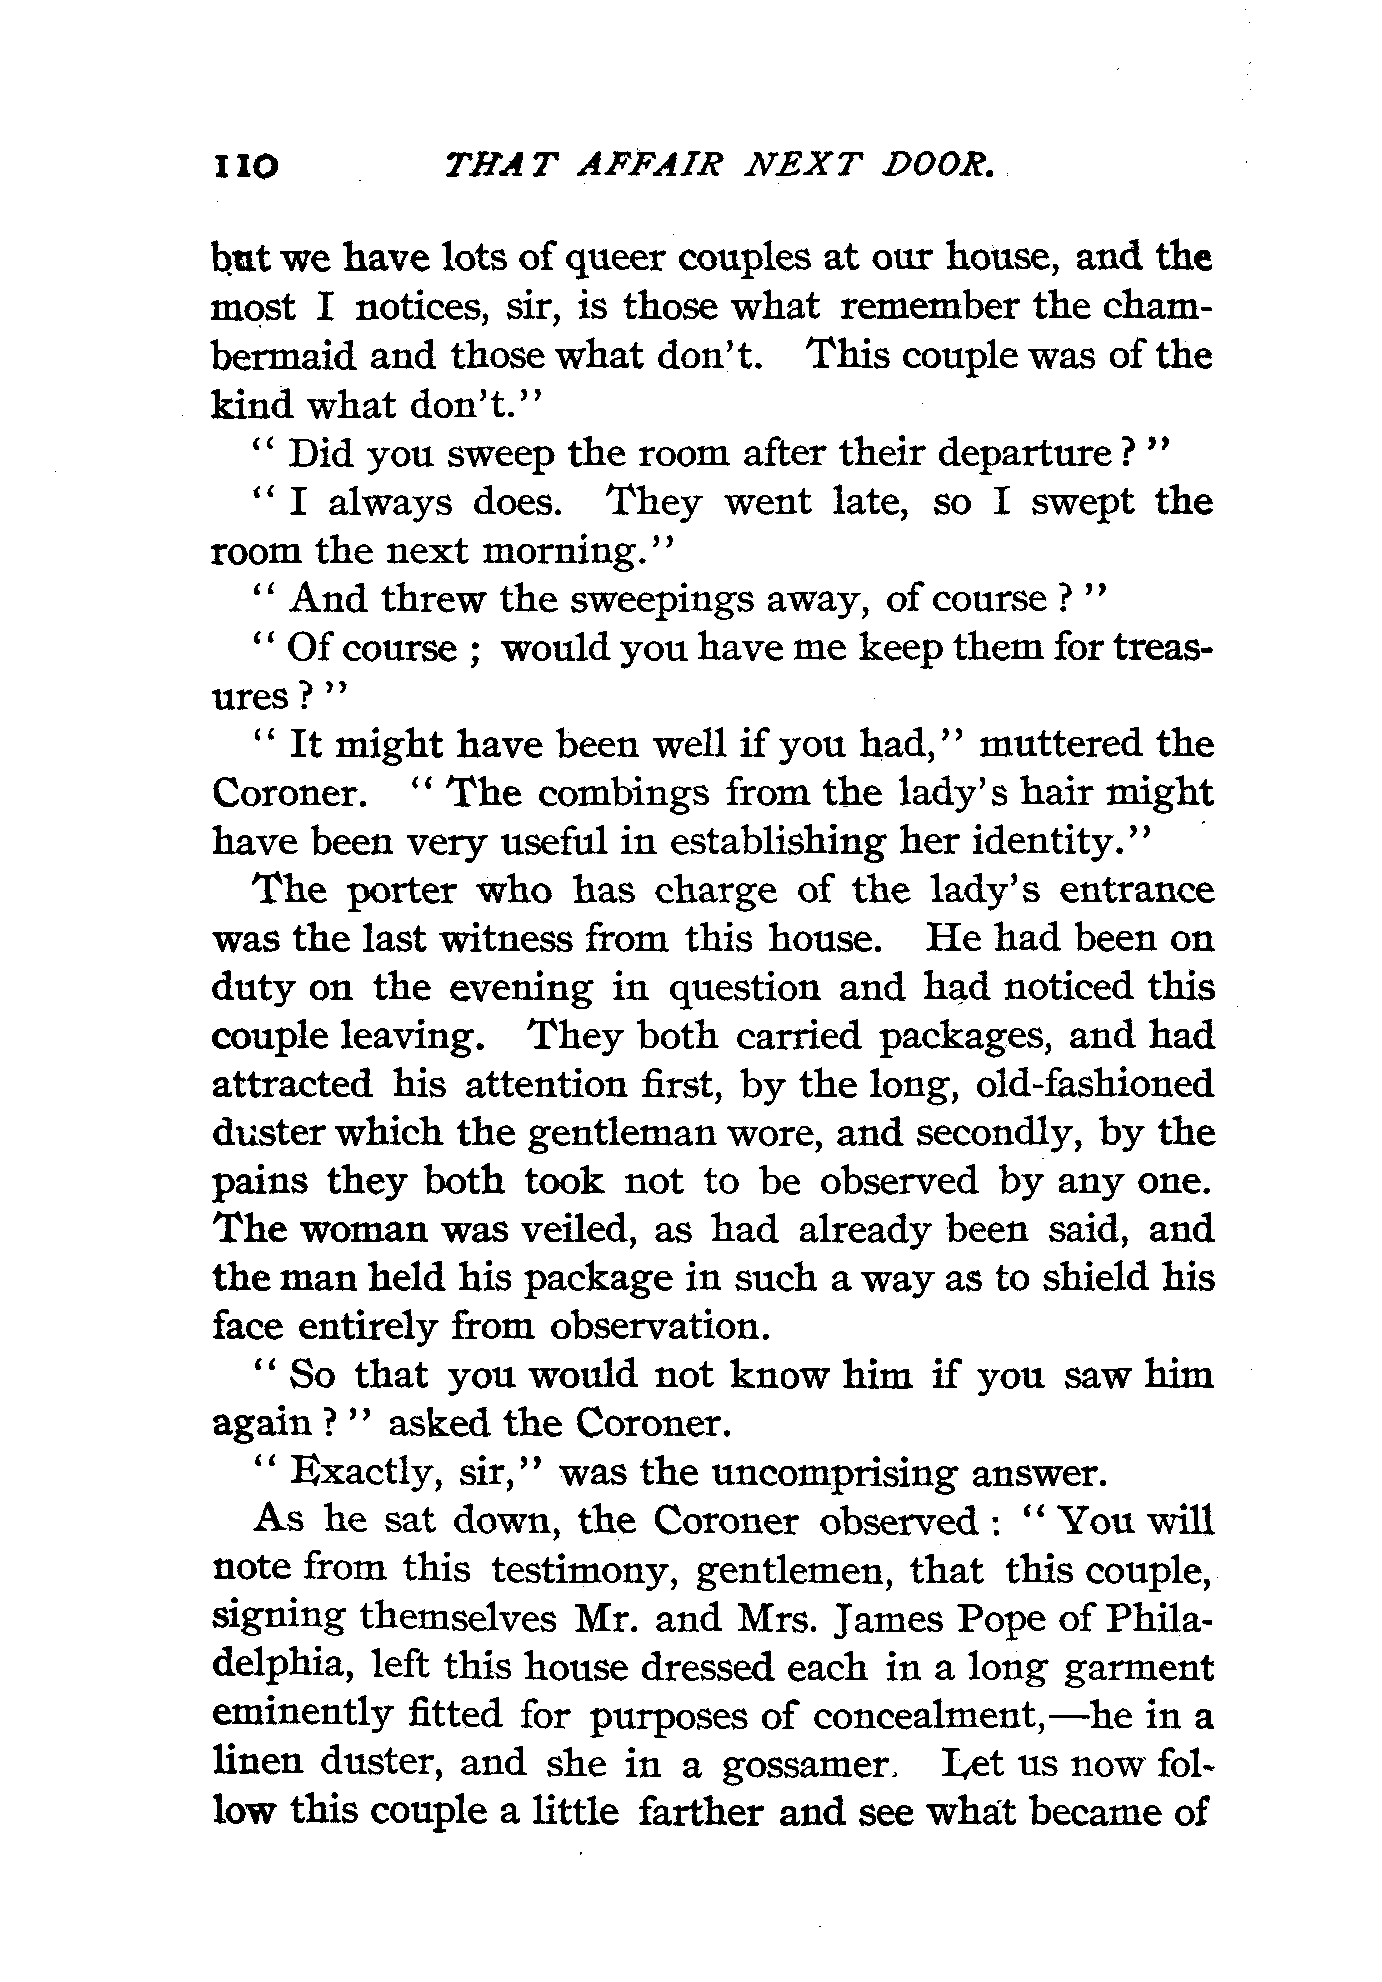 110 THAT AFFAIR NEXT DOOR.
but we have lots of queer couples at our house, and the
most I notices, sir, is those what remember the cham-
bermaid and those what don't. This couple was of the
kind what don't."
" Did you sweep the room after their departure ? "
" I always does. They went late, so I swept the
room the next morning."
" And threw the sweepings away, of course ? "
" Of course ; would you have me keep them for treas-
ures ? "
" It might have been well if you had," muttered the
Coroner. " The combings from the lady's hair might
have been very useful in establishing her identity."
The porter who has charge of the lady's entrance
was the last witness from this house. He had been on
duty on the evening in question and had noticed this
couple leaving. They both carried packages, and had
attracted his attention first, by the long, old-fashioned
duster which the gentleman wore, and secondly, by the
pains they both took not to be observed by any one.
The woman was veiled, as had already been said, and
the man held his package in such a way as to shield his
face entirely from observation.
" So that you would not know him if you saw him
again ? " asked the Coroner.
" Exactly, sir," was the uncomprising answer.
As he sat down, the Coroner observed : " You will
note from this testimony, gentlemen, that this couple,
signing themselves Mr. and Mrs. James Pope of Phila-
delphia, left this house dressed each in a long garment
eminently fitted for purposes of concealment,—he in a
linen duster, and she in a gossamer. Let us now fol-
low this couple a little farther and see what became of